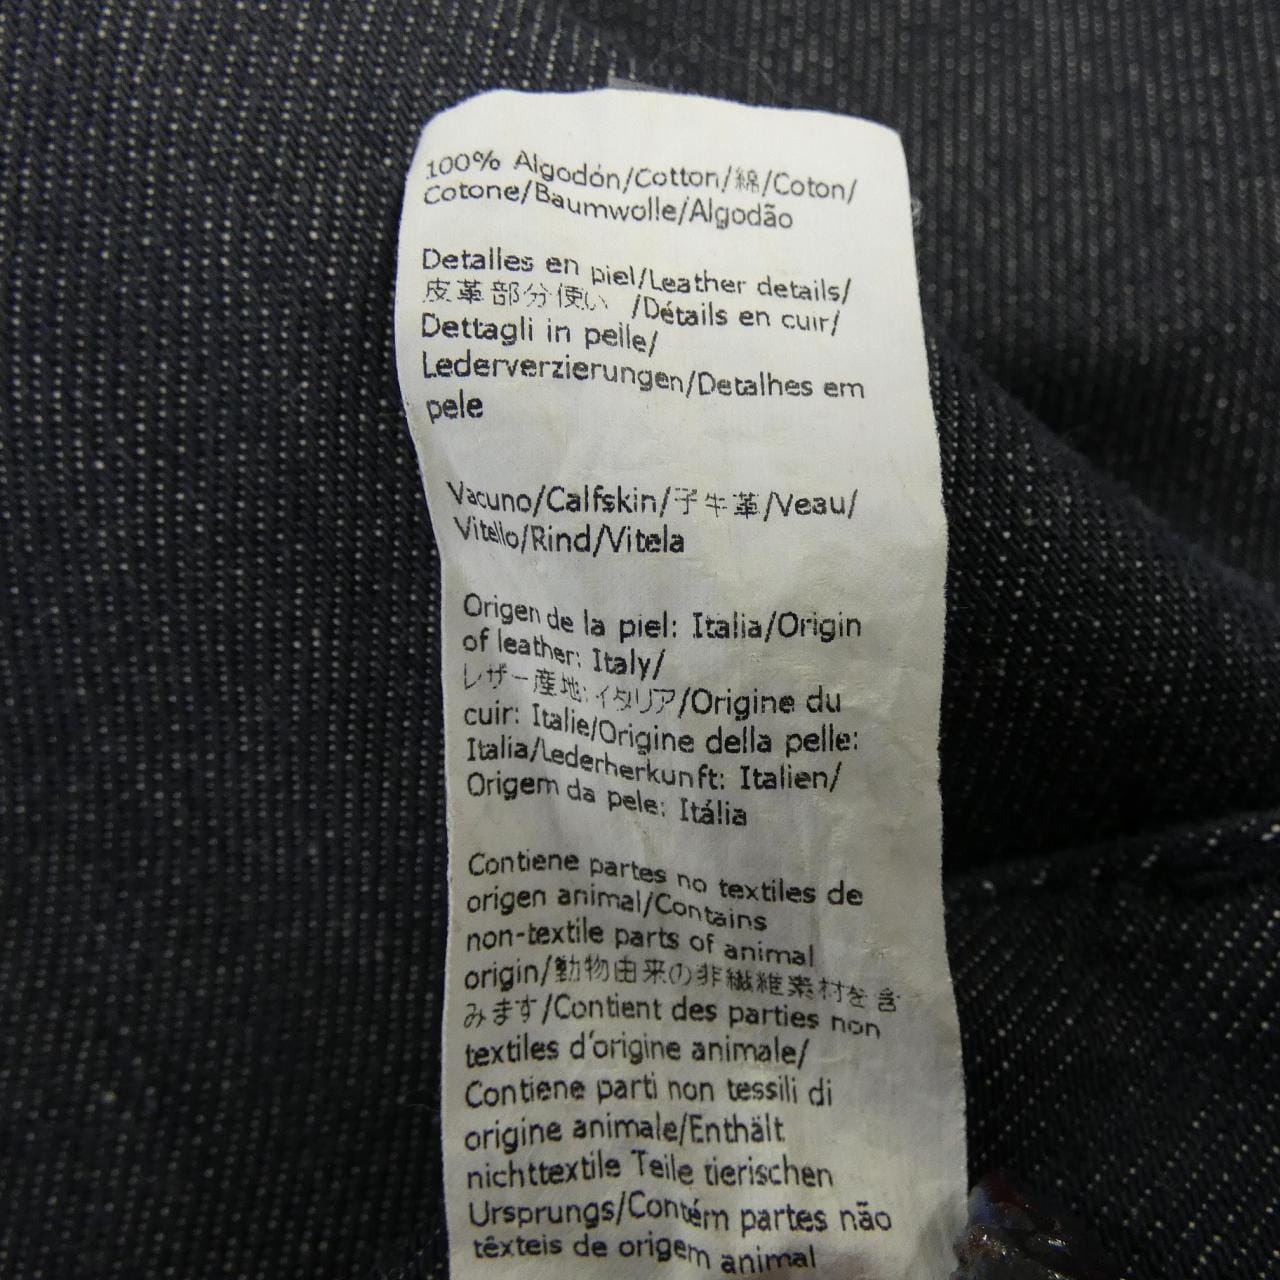 100% Algodón/Cotton/綿/Coton/
Cotone/Baumwolle/Algodão
Detalles en piel/Leather details/
皮革部分使い /Détails en cuir/
Dettagli in pelle/
Lederverzierungen/Detalhes em
pele
Vacuno/Calfskin/子牛革/Veau/
Vitello/Rind/Vitela
Origen de la piel: Italia/Origin
of leather: Italy/
レザー産地:イタリア/Origine du
cuir: Italie/Origine della pelle:
Italia/Lederherkunft: Italien/
Origem da pele: Itália
Contiene partes no textiles de
origen animal/Contains
non-textile parts of animal
origin/動物由来の非繊維素材を含
みます/Contient des parties non
textiles d'origine animale/
Contiene parti non tessili di
origine animale/Enthält
nichttextile Teile tierischen
Ursprungs/Contém partes não
têxteis de origem animal